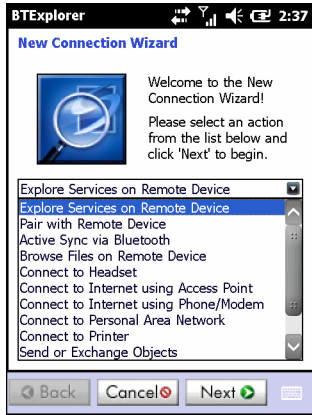 BTExplorer 2:37
New Connection Wizard
Welcome to the New
Connection Wizard!
Please select an action
from the list below and
click 'Next' to begin.
Explore Services on Remote Device
Explore Services on Remote Device
Pair with Remote Device
Active Sync via Bluetooth
Browse Files on Remote Device
Connect to Headset
Connect to Internet using Access Point
Connect to Internet using Phone/Modem
Connect to Personal Area Network
Connect to Printer
Send or Exchange Objects
Back Cancel Next